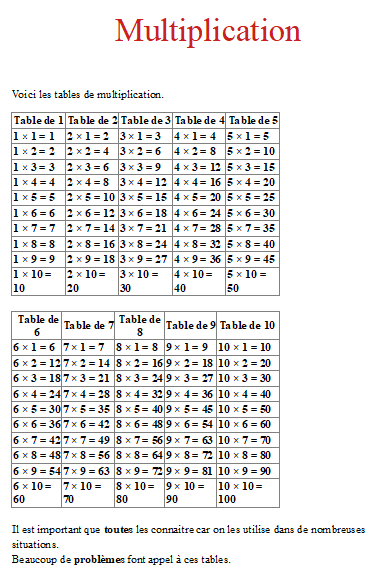 Multiplication
Voici les tables de multiplication.
Table de 1 Table de 2 Table de 3 Table de 4 Table de 5
1 × 1 = 1 2 × 1 = 2 3 × 1 = 3 4 × 1 = 4 5 × 1 = 5
1 × 2 = 2 2 × 2 = 4 3 × 2 = 6 4 × 2 = 8 5 × 2 = 10
1 × 3 = 3 2 × 3 = 6 3 × 3 = 9 4 × 3 = 12 5 × 3 = 15
1 × 4 = 4 2 × 4 = 8 3 × 4 = 12 4 × 4 = 16 5 × 4 = 20
1 × 5 = 5 2 × 5 = 10 3 × 5 = 15 4 × 5 = 20 5 × 5 = 25
1 × 6 = 6 2 × 6 = 12 3 × 6 = 18 4 × 6 = 24 5 × 6 = 30
1 × 7 = 7 2 × 7 = 14 3 × 7 = 21 4 × 7 = 28 5 × 7 = 35
1 × 8 = 8 2 × 8 = 16 3 × 8 = 24 4 × 8 = 32 5 × 8 = 40
1 × 9 = 9 2 × 9 = 18 3 × 9 = 27 4 × 9 = 36 5 × 9 = 45
1 × 10 = 2 × 10 = 3 × 10 = 4 × 10 = 5 × 10 =
10 20 30 40 50
Table de Table de 7 Table de Table de 9 Table de 10
6 8
6 × 1 = 6 7 × 1 = 7 8 × 1 = 8 9 × 1 = 9 10 × 1 = 10
6 × 2 = 12 7 × 2 = 14 8 × 2 = 16 9 × 2 = 18 10 × 2 = 20
6 × 3 = 18 7 × 3 = 21 8 × 3 = 24 9 × 3 = 27 10 × 3 = 30
6 × 4 = 24 7 × 4 = 28 8 × 4 = 32 9 × 4 = 36 10 × 4 = 40
6 × 5 = 30 7 × 5 = 35 8 × 5 = 40 9 × 5 = 45 10 × 5 = 50
6 × 6 = 36 7 × 6 = 42 8 × 6 = 48 9 × 6 = 54 10 × 6 = 60
6 × 7 = 42 7 × 7 = 49 8 × 7 = 56 9 × 7 = 63 10 × 7 = 70
6 × 8 = 48 7 × 8 = 56 8 × 8 = 64 9 × 8 = 72 10 × 8 = 80
6 × 9 = 54 7 × 9 = 63 8 × 9 = 72 9 × 9 = 81 10 × 9 = 90
6 × 10 = 7 × 10 = 8 × 10 = 9 × 10 = 10 × 10 =
60 70 80 90 100
Il est important que toutes les connaitre car on les utilise dans de nombreuses
situations.
Beaucoup de problèmes font appel à ces tables.